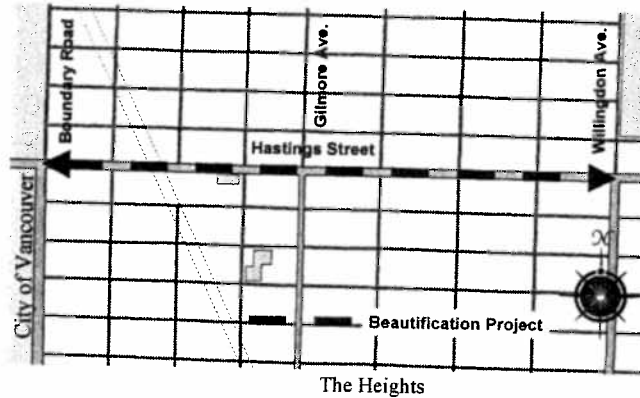 Boundary Road
Gilmore Ave.
Willingdon Ave.
Hastings Street
City of Vancouver
N
Beautification Project
The Heights